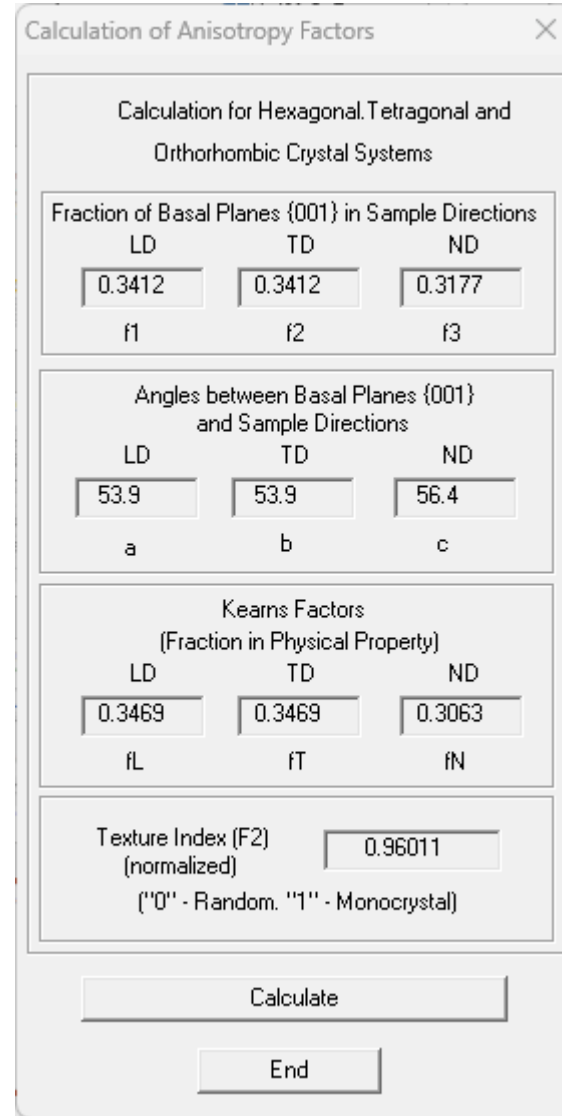 Calculation of Anisotropy Factors
Calculation for Hexagonal.Tetragonal and
Orthorhombic Crystal Systems
Fraction of Basal Planes {001} in Sample Directions
LD TD ND
0.3412 0.3412 0.3177
f1 f2 f3
Angles between Basal Planes {001}
and Sample Directions
LD TD ND
53.9 53.9 56.4
a b c
Kearns Factors
(Fraction in Physical Property)
LD TD ND
0.3469 0.3469 0.3063
fL fT fN
Texture Index (F2) 0.96011
(normalized)
("0" - Random. "1" - Monocrystal)
Calculate
End